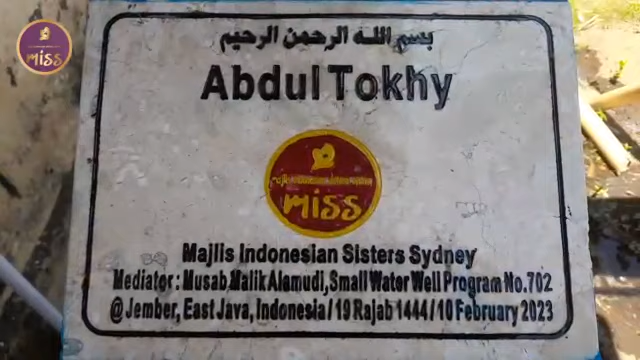 miss
بسم الله الرحمن الرحيم
Abdul Tokhy
miss
Majlis Indonesian Sisters Sydney
Mediator : Musab,Malik Alamudi, Small Water Well Program No.702
@Jember, East Java, Indonesia / 19 Rajab 1444 / 10 February 2023